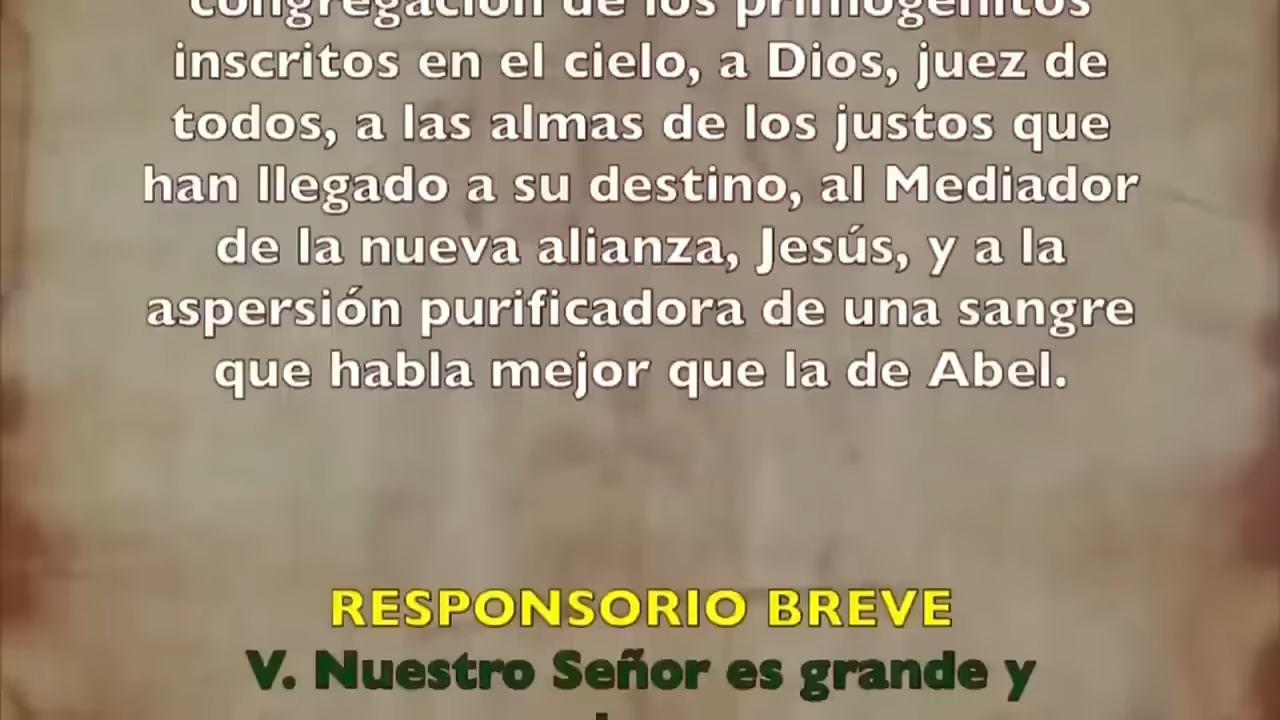 congregación de los primogénitos
inscritos en el cielo, a Dios, juez de
todos, a las almas de los justos que
han llegado a su destino, al Mediador
de la nueva alianza, Jesús, y a la
aspersión purificadora de una sangre
que habla mejor que la de Abel.
RESPONSORIO BREVE
V. Nuestro Señor es grande y